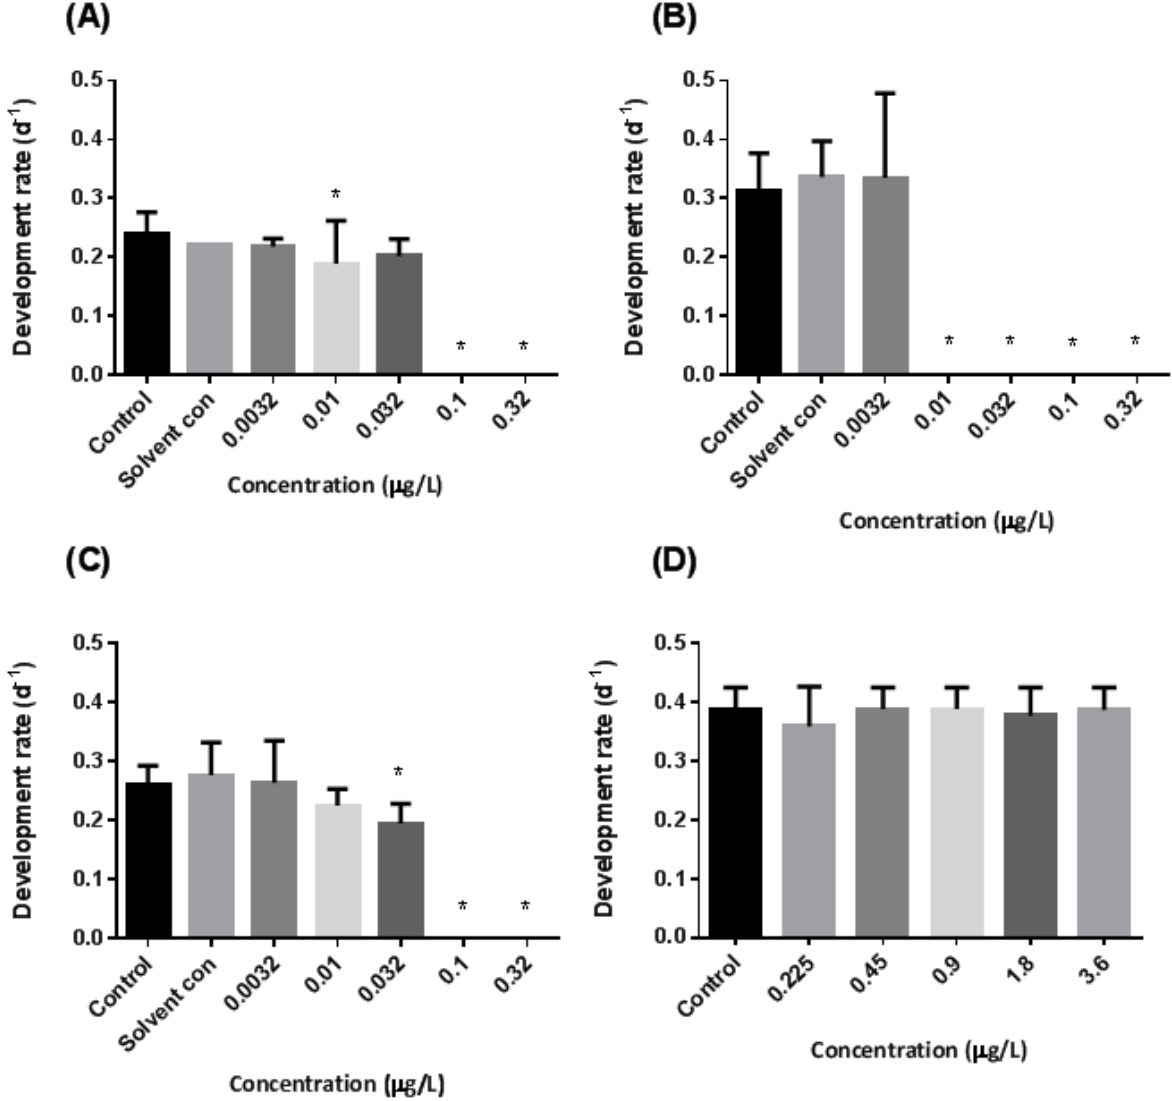 (A)
Development rate (d-1)
0.5
0.4
0.3
0.2
0.1
0.0
*
*
*
Control
Solvent con
0.0032
0.01
0.032
0.1
0.32
Concentration (μg/L)
(B)
Development rate (d-1)
0.5
0.4
0.3
0.2
0.1
0.0
*
*
*
*
Control
Solvent con
0.0032
0.01
0.032
0.1
0.32
Concentration (μg/L)
(C)
Development rate (d-1)
0.5
0.4
0.3
0.2
0.1
0.0
*
*
*
Control
Solvent con
0.0032
0.01
0.032
0.1
0.32
Concentration (μg/L)
(D)
Development rate (d-1)
0.5
0.4
0.3
0.2
0.1
0.0
Control
0.225
0.45
0.9
1.8
3.6
Concentration (μg/L)